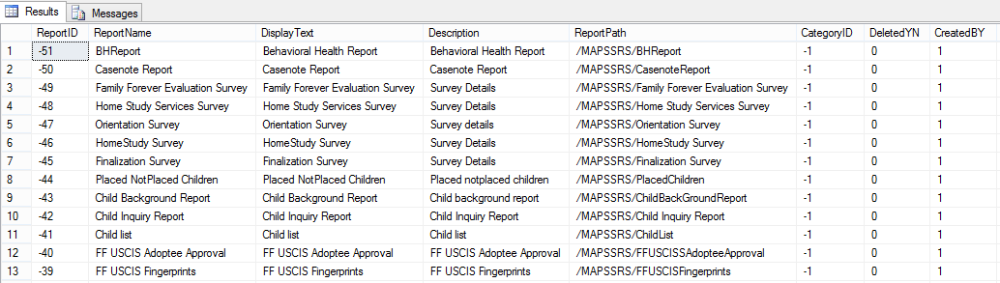 Results Messages
ReportID ReportName DisplayText Description ReportPath CategoryID DeletedYN CreatedBY
1 -51 BHReport Behavioral Health Report Behavioral Health Report /MAPSSRS/BHReport -1 0 1
2 -50 Casenote Report Casenote Report Casenote Report /MAPSSRS/CasenoteReport -1 0 1
3 -49 Family Forever Evaluation Survey Family Forever Evaluation Survey Survey Details /MAPSSRS/Family Forever Evaluation Survey -1 0 1
4 -48 Home Study Services Survey Home Study Services Survey Survey Details /MAPSSRS/Home Study Services Survey -1 0 1
5 -47 Orientation Survey Orientation Survey Survey details /MAPSSRS/Orientation Survey -1 0 1
6 -46 HomeStudy Survey HomeStudy Survey Survey Details /MAPSSRS/HomeStudy Survey -1 0 1
7 -45 Finalization Survey Finalization Survey Survey Details /MAPSSRS/Finalization Survey -1 0 1
8 -44 Placed NotPlaced Children Placed NotPlaced Children Placed notplaced children /MAPSSRS/PlacedChildren -1 0 1
9 -43 Child Background Report Child Background Report Child background report /MAPSSRS/ChildBackGroundReport -1 0 1
10 -42 Child Inquiry Report Child Inquiry Report Child Inquiry Report /MAPSSRS/Child Inquiry Report -1 0 1
11 -41 Child list Child list Child list /MAPSSRS/ChildList -1 0 1
12 -40 FF USCIS Adoptee Approval FF USCIS Adoptee Approval FF USCIS Adoptee Approval /MAPSSRS/FFUSCISSAdopteeApproval -1 0 1
13 -39 FF USCIS Fingerprints FF USCIS Fingerprints FF USCIS Fingerprints /MAPSSRS/FFUSCISFingerprints -1 0 1